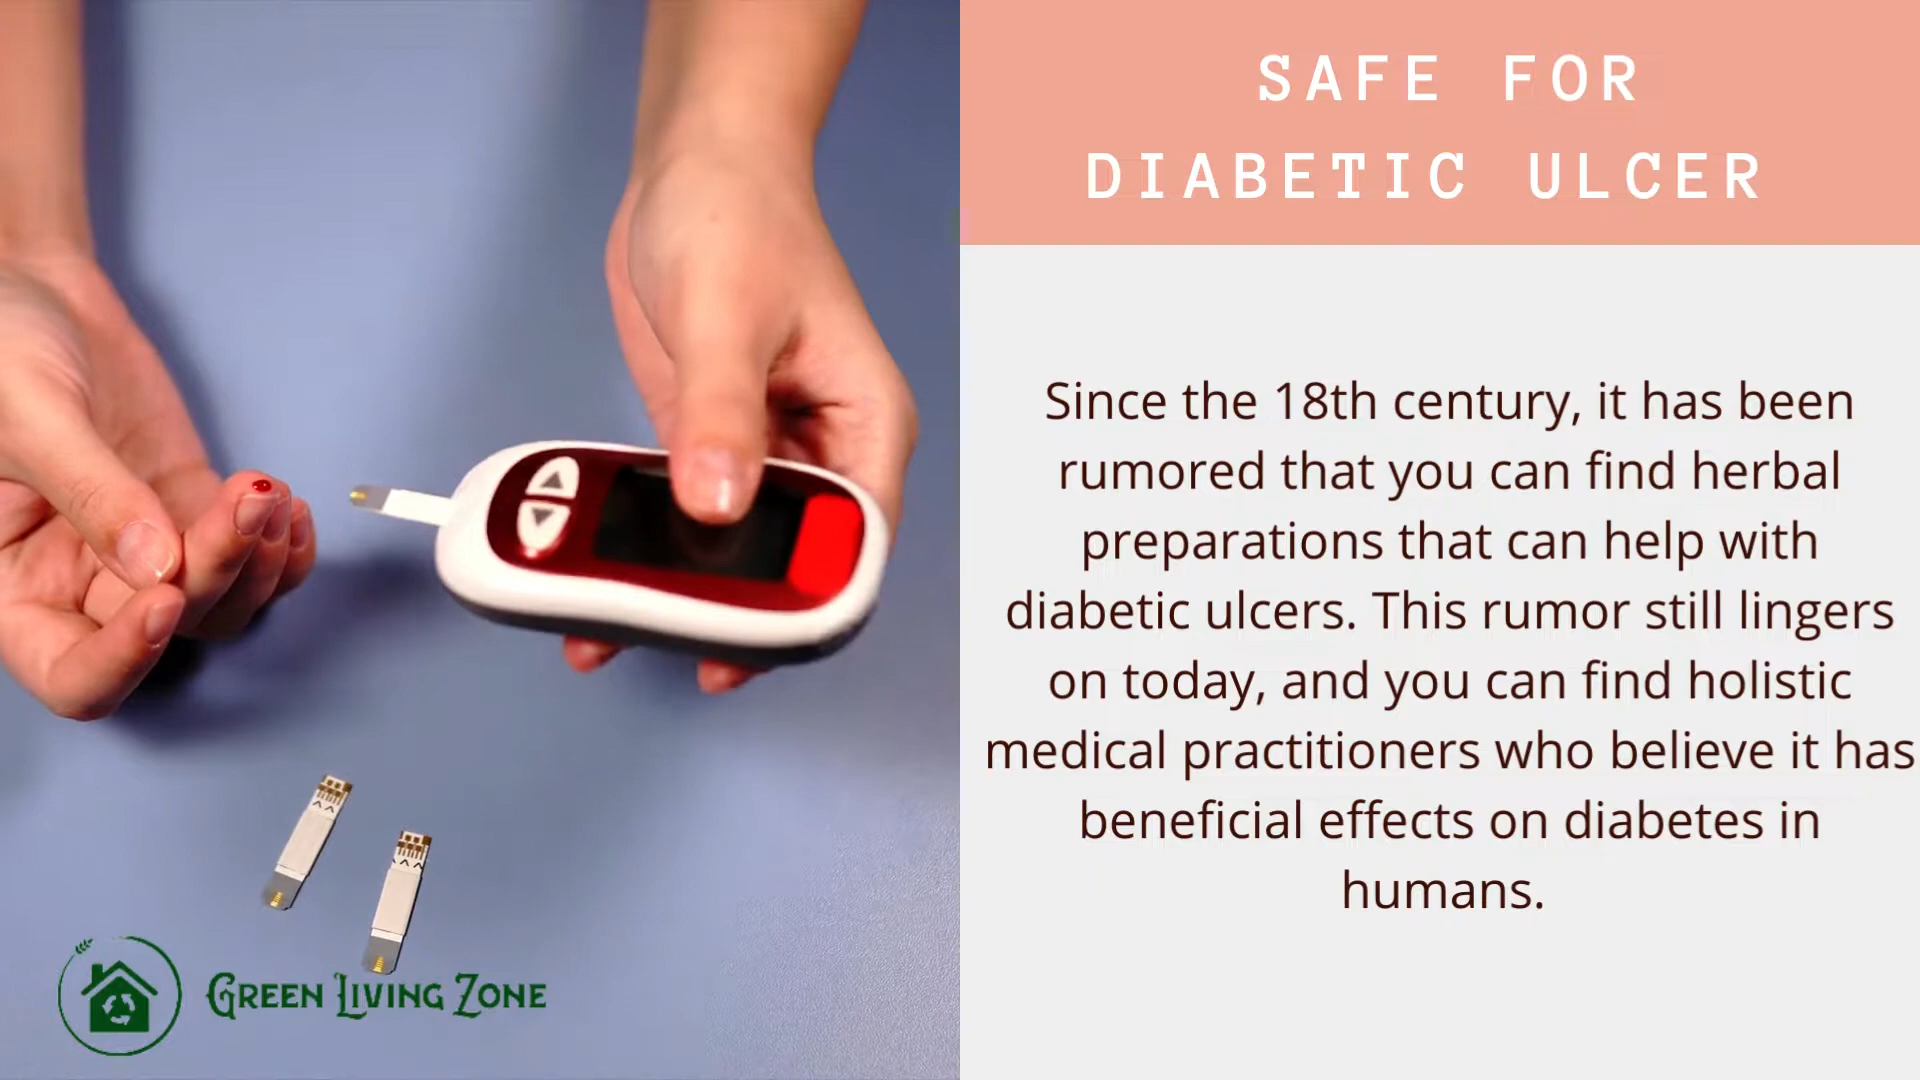 SAFE FOR
DIABETIC ULCER
Since the 18th century, it has been
rumored that you can find herbal
preparations that can help with
diabetic ulcers. This rumor still lingers
on today, and you can find holistic
medical practitioners who believe it has
beneficial effects on diabetes in
humans.
GREEN LIVING ZONE